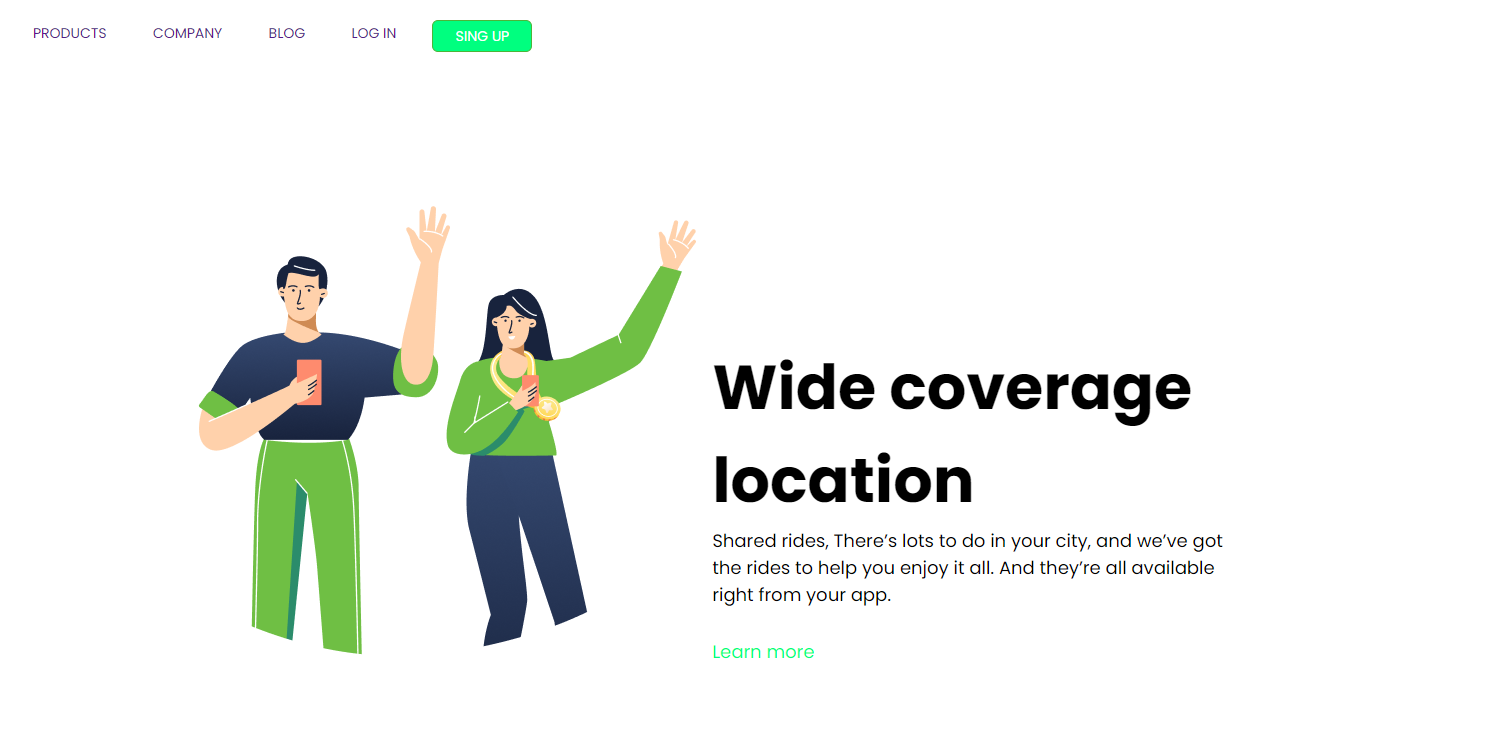 PRODUCTS COMPANY BLOG LOG IN SING UP
Wide coverage
location
Shared rides, There’s lots to do in your city, and we’ve got
the rides to help you enjoy it all. And they’re all available
right from your app.
Learn more